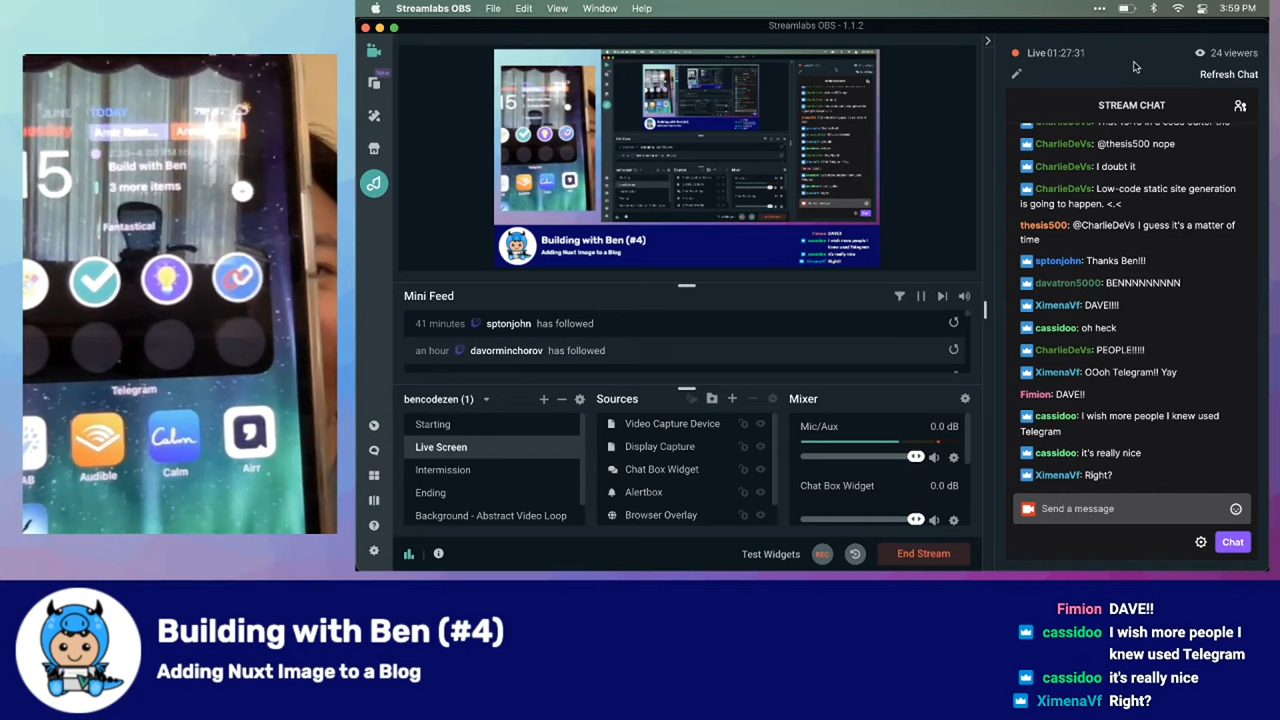 Streamlabs OBS File Edit View Window Help
3:59 PM
Streamlabs OBS - 1.1.2
Live 01:27:31
24 viewers
Refresh Chat
STREAM CHAT
CharlieDeVs: @thesis500 nope
CharlieDeVs: I doubt it
CharlieDeVs: Low-code static site generation
is going to happen. <.<
thesis500: @CharlieDeVs I guess it's a matter of
time
sptonjohn: Thanks Ben!!!
davatron5000: BENNNNNNNNN
XimenaVf: DAVE!!!!
cassidoo: oh heck
CharlieDeVs: PEOPLE!!!!!
XimenaVf: OOoh Telegram!! Yay
Fimion: DAVE!!
cassidoo: I wish more people I knew used
Telegram
cassidoo: it's really nice
XimenaVf: Right?
Send a message
Chat
New
Building with Ben (#4)
Adding Nuxt Image to a Blog
Mini Feed
41 minutes sptonjohn has followed
an hour davorminchorov has followed
bencodezen (1)
Starting
Live Screen
Intermission
Ending
Background - Abstract Video Loop
Sources
Video Capture Device
Display Capture
Chat Box Widget
Alertbox
Browser Overlay
Mixer
Mic/Aux 0.0 dB
Chat Box Widget 0.0 dB
Test Widgets
REC
End Stream
TODAY
5
Build with Ben
3 more items
Fantastical
Telegram
Audible
Calm
Calm
Airr
Building with Ben (#4)
Adding Nuxt Image to a Blog
Fimion DAVE!!
cassidoo I wish more people I
knew used Telegram
cassidoo it's really nice
XimenaVf Right?